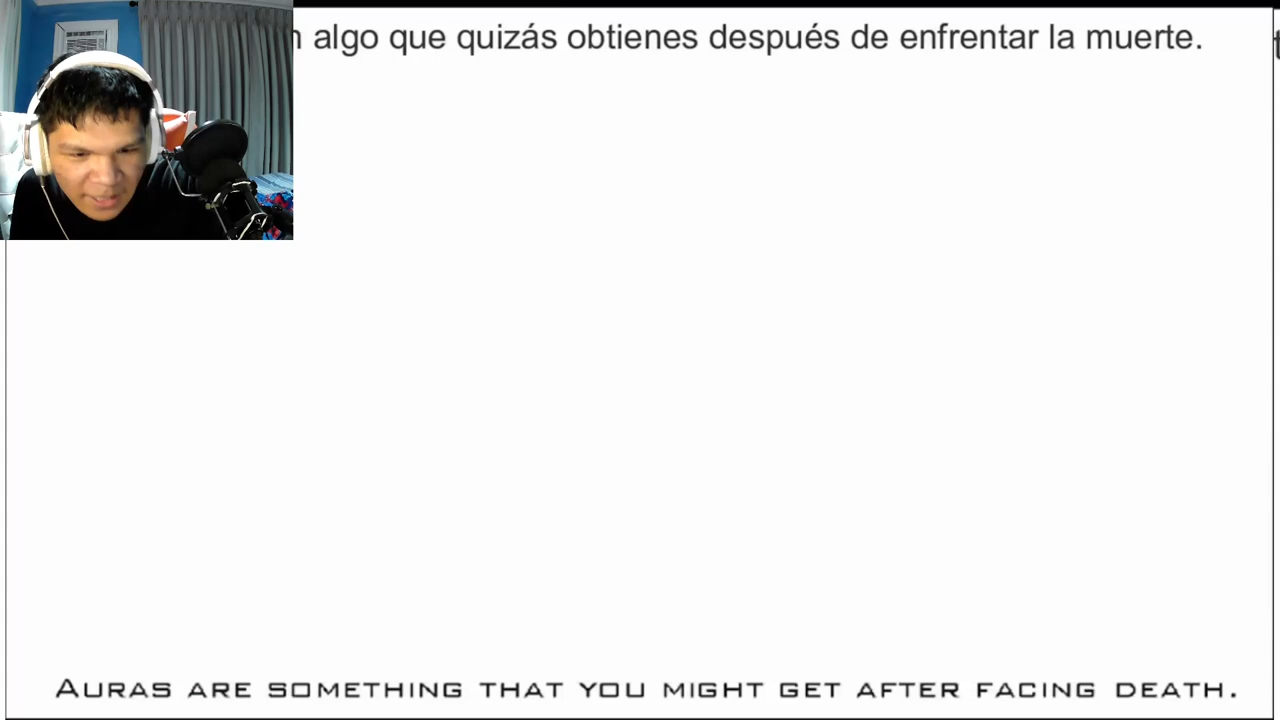 algo que quizás obtienes después de enfrentar la muerte.
AURAS ARE SOMETHING THAT YOU MIGHT GET AFTER FACING DEATH.